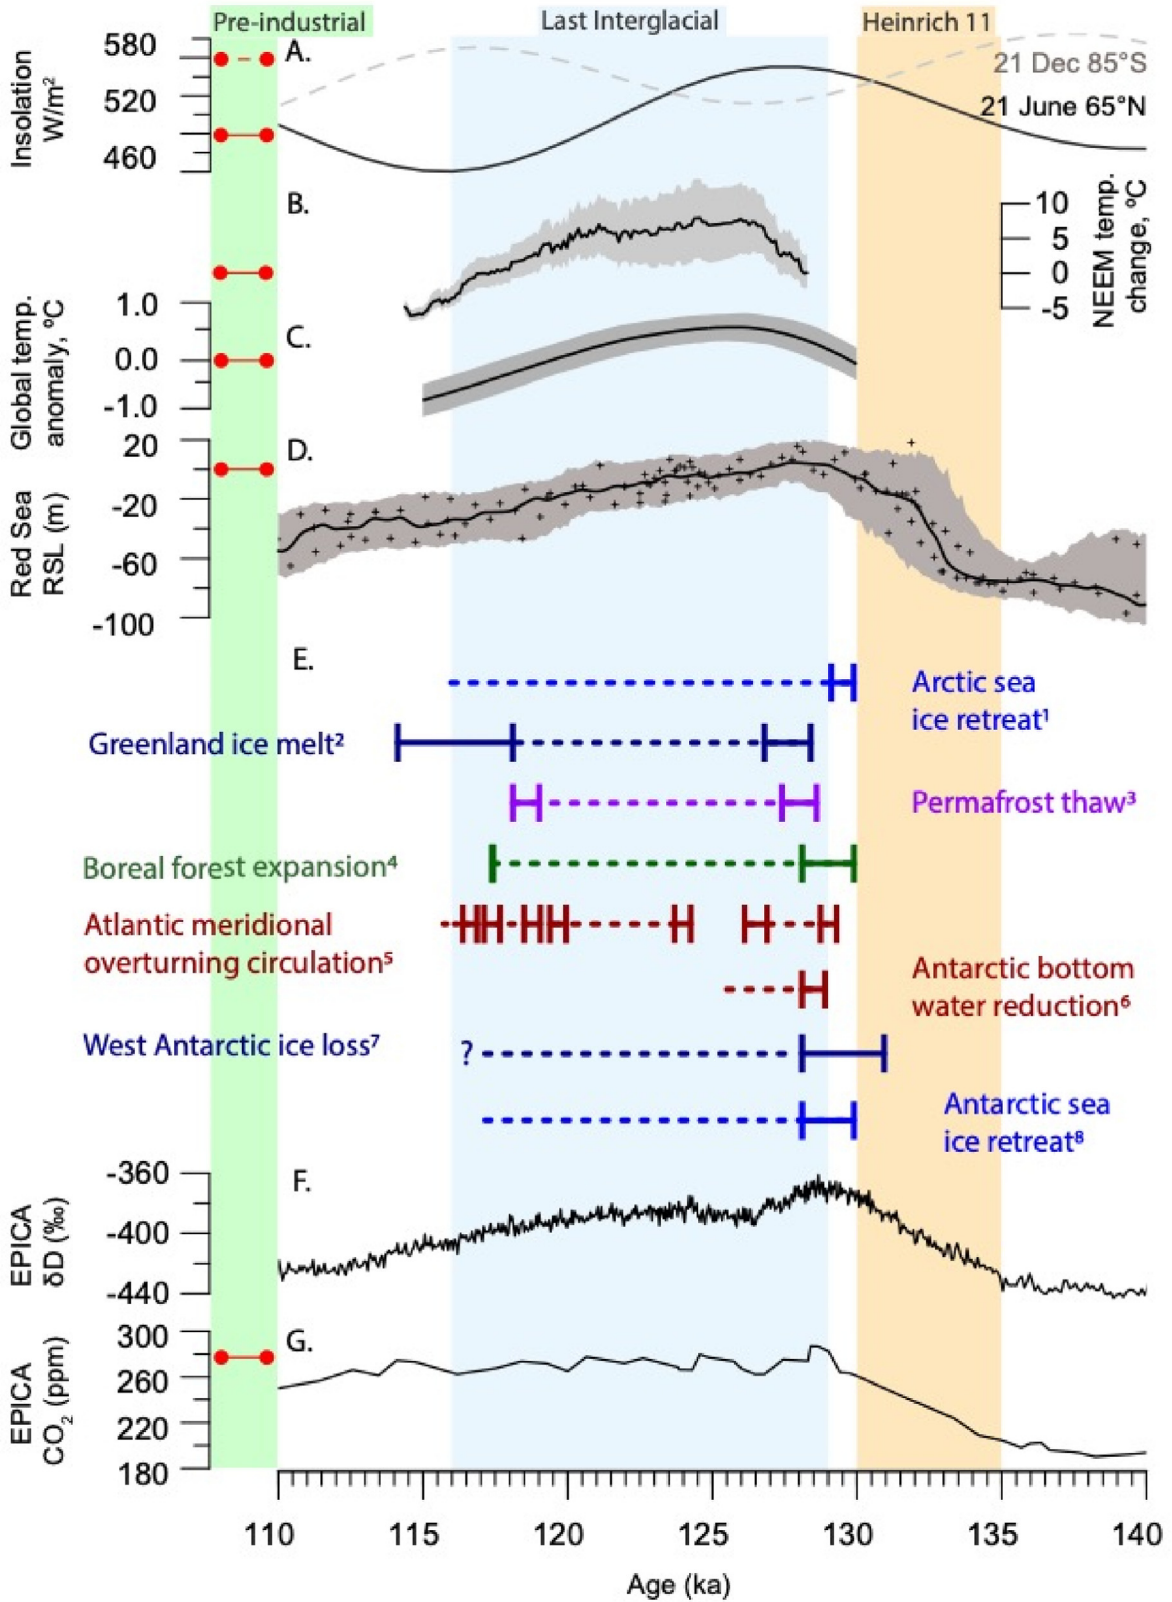 Pre-industrial
Last Interglacial
Heinrich 11
A.
580
520
460
Insolation
W/m²
21 Dec 85°S
21 June 65°N
B.
10
5
0
-5
NEEM temp.
change, ºC
C.
1.0
0.0
-1.0
Global temp.
anomaly, ºC
D.
20
-20
-60
-100
Red Sea
RSL (m)
E.
Arctic sea
ice retreat¹
Greenland ice melt²
Permafrost thaw³
Boreal forest expansion⁴
Atlantic meridional
overturning circulation⁵
Antarctic bottom
water reduction⁶
West Antarctic ice loss⁷
?
Antarctic sea
ice retreat⁸
F.
-360
-400
-440
EPICA
δD (‰)
G.
300
260
220
180
EPICA
CO₂ (ppm)
110 115 120 125 130 135 140
Age (ka)